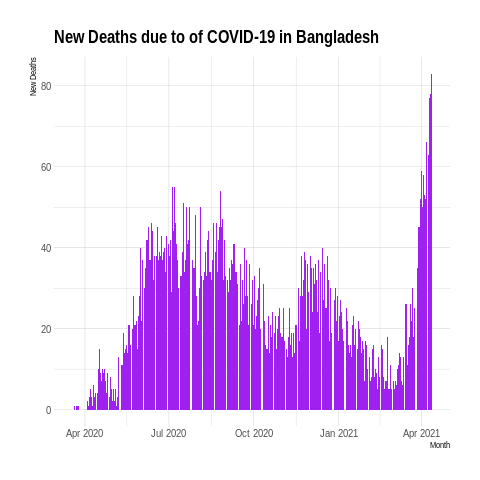 New Deaths due to of COVID-19 in Bangladesh
New Deaths
80
60
40
20
0
Apr 2020 Jul 2020 Oct 2020 Jan 2021 Apr 2021
Month